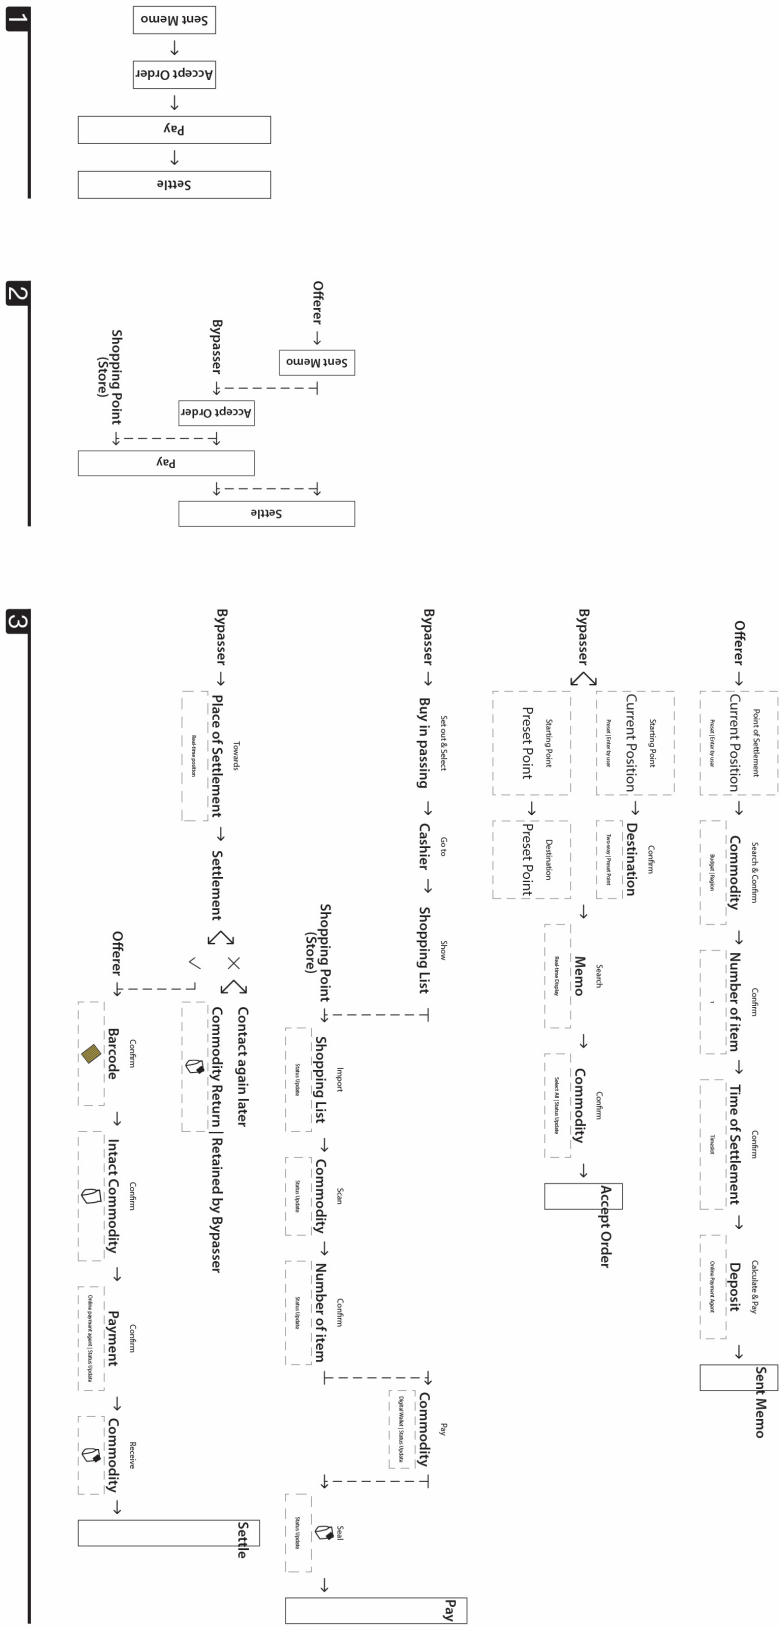 1
Sent Memo
Accept Order
Pay
Settle
2
Offerer
Sent Memo
Bypasser
Accept Order
Shopping Point
(Store)
Pay
Settle
3
Offerer
Point of Settlement
Current Position
Preset | Enter by user
Search & Confirm
Commodity
Budget | Region
Confirm
Number of item
1
Confirm
Time of Settlement
Timeslot
Calculate & Pay
Deposit
Online Payment Agent
Sent Memo
Bypasser
Starting Point
Current Position
Preset | Enter by user
Confirm
Destination
Two-way | Preset Point
Starting Point
Preset Point
Destination
Preset Point
Search
Memo
Real-time Display
Confirm
Commodity
Select All | Status Update
Accept Order
Bypasser
Set out & Select
Buy in passing
Go to
Cashier
Show
Shopping List
Shopping Point
(Store)
Import
Shopping List
Status Update
Scan
Commodity
Status Update
Confirm
Number of item
Status Update
Pay
Commodity
Digital Wallet | Status Update
Seal
Status Update
Pay
Bypasser
Towards
Place of Settlement
Real-time position
Settlement
Contact again later
Commodity Return | Retained by Bypasser
Offerer
Confirm
Barcode
Confirm
Intact Commodity
Confirm
Payment
Online payment agent | Status Update
Receive
Commodity
Settle